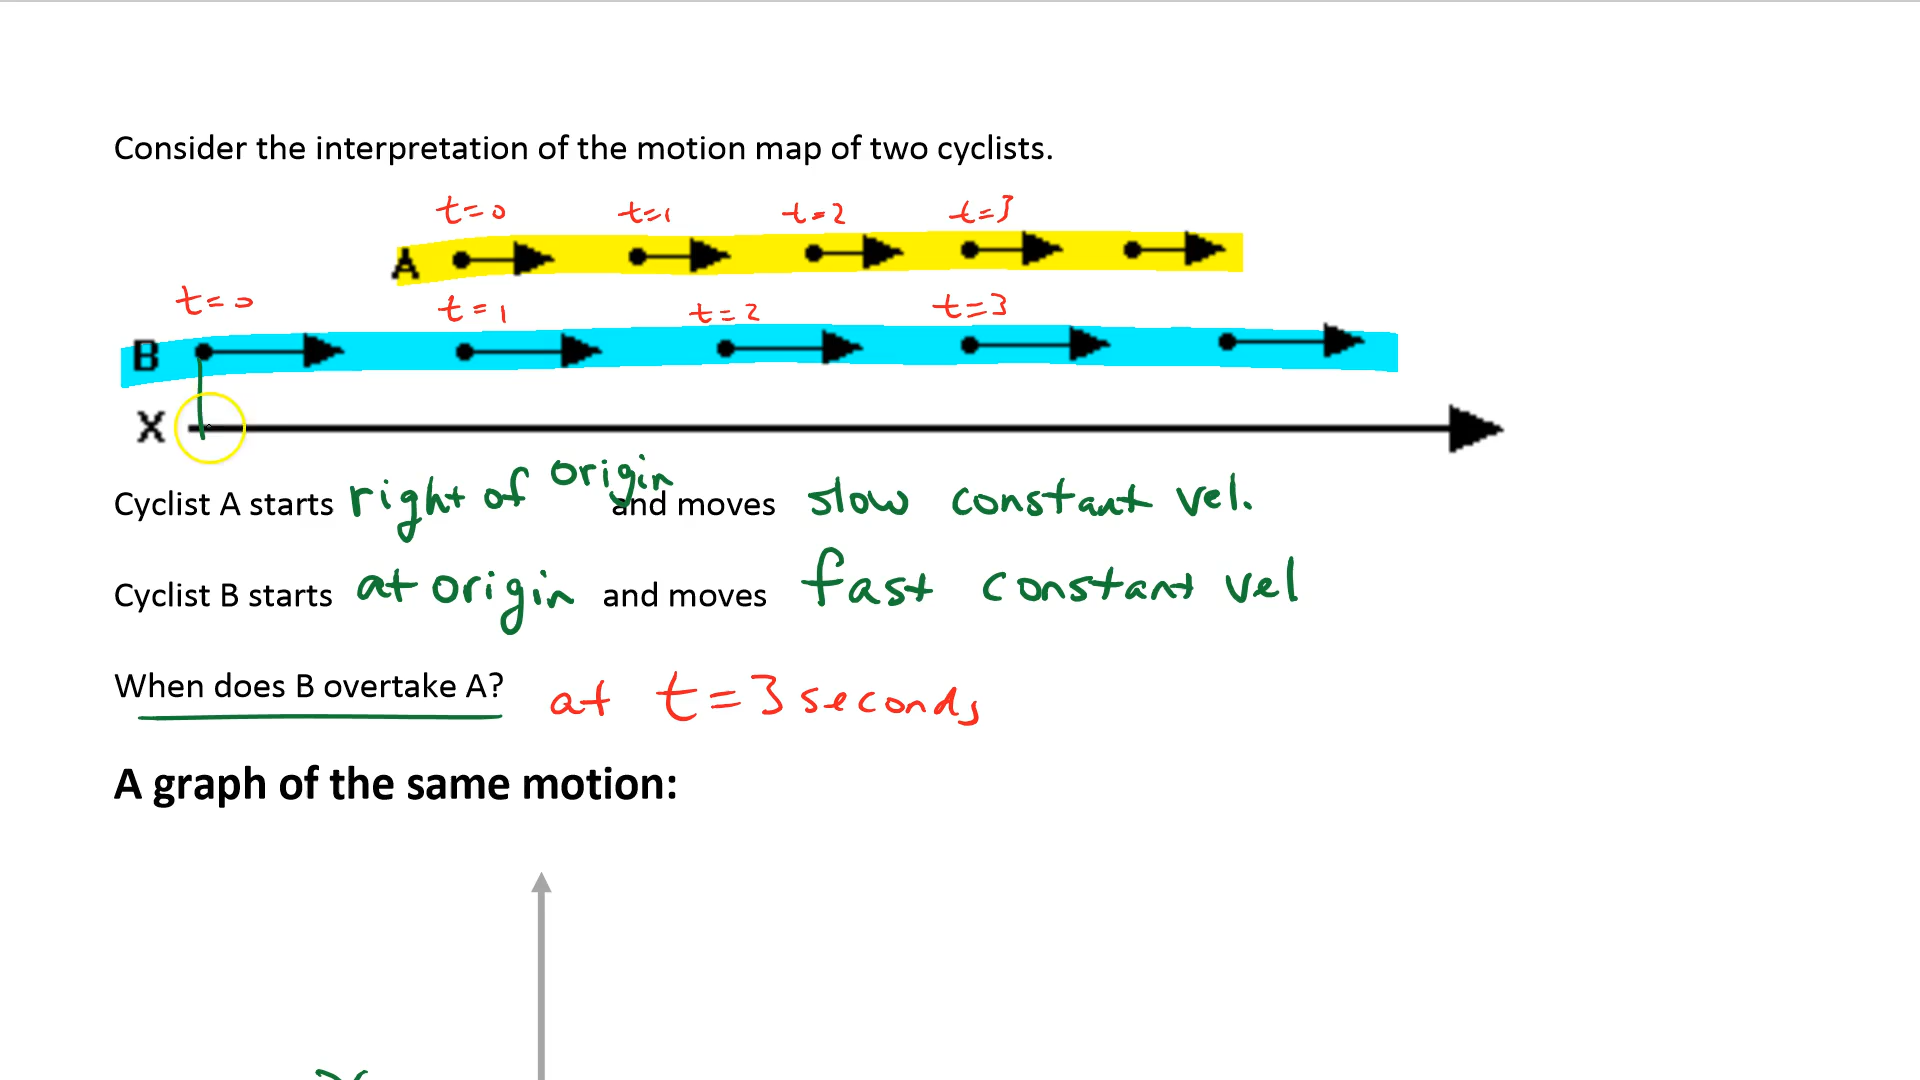 Consider the interpretation of the motion map of two cyclists.
t=0 t=1 t=2 t=3
A
t=0 t=1 t=2 t=3
B
X
Cyclist A starts right of origin and moves slow constant vel.
Cyclist B starts at origin and moves fast constant vel
When does B overtake A? at t=3 seconds
A graph of the same motion: